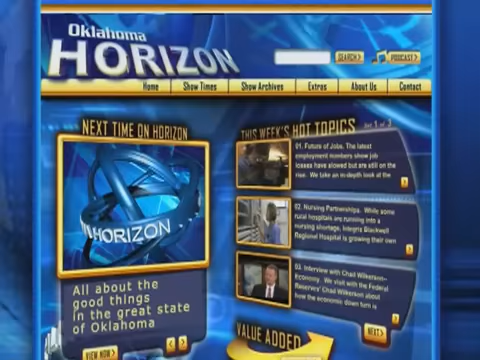 Oklahoma
HORIZON
SEARCH
PODCAST
Home
Show Times
Show Archives
Extras
About Us
Contact
NEXT TIME ON HORIZON
HORIZON
All about the
good things
in the great state
of Oklahoma
VIEW NOW
THIS WEEK'S HOT TOPICS
Set 1 of 3
01. Future of Jobs. The latest
employment numbers show job
losses have slowed but are still on the
rise. We take an in-depth look at the
02. Nursing Partnerships. While some
rural hospitals are running into a
nursing shortage, Integris Blackwell
Regional Hospital is growing their own
03. Interview with Chad Wilkerson-
Economy. We visit with the Federal
Reserves' Chad Wilkerson about
how the economic down turn is
NEXT
VALUE ADDED